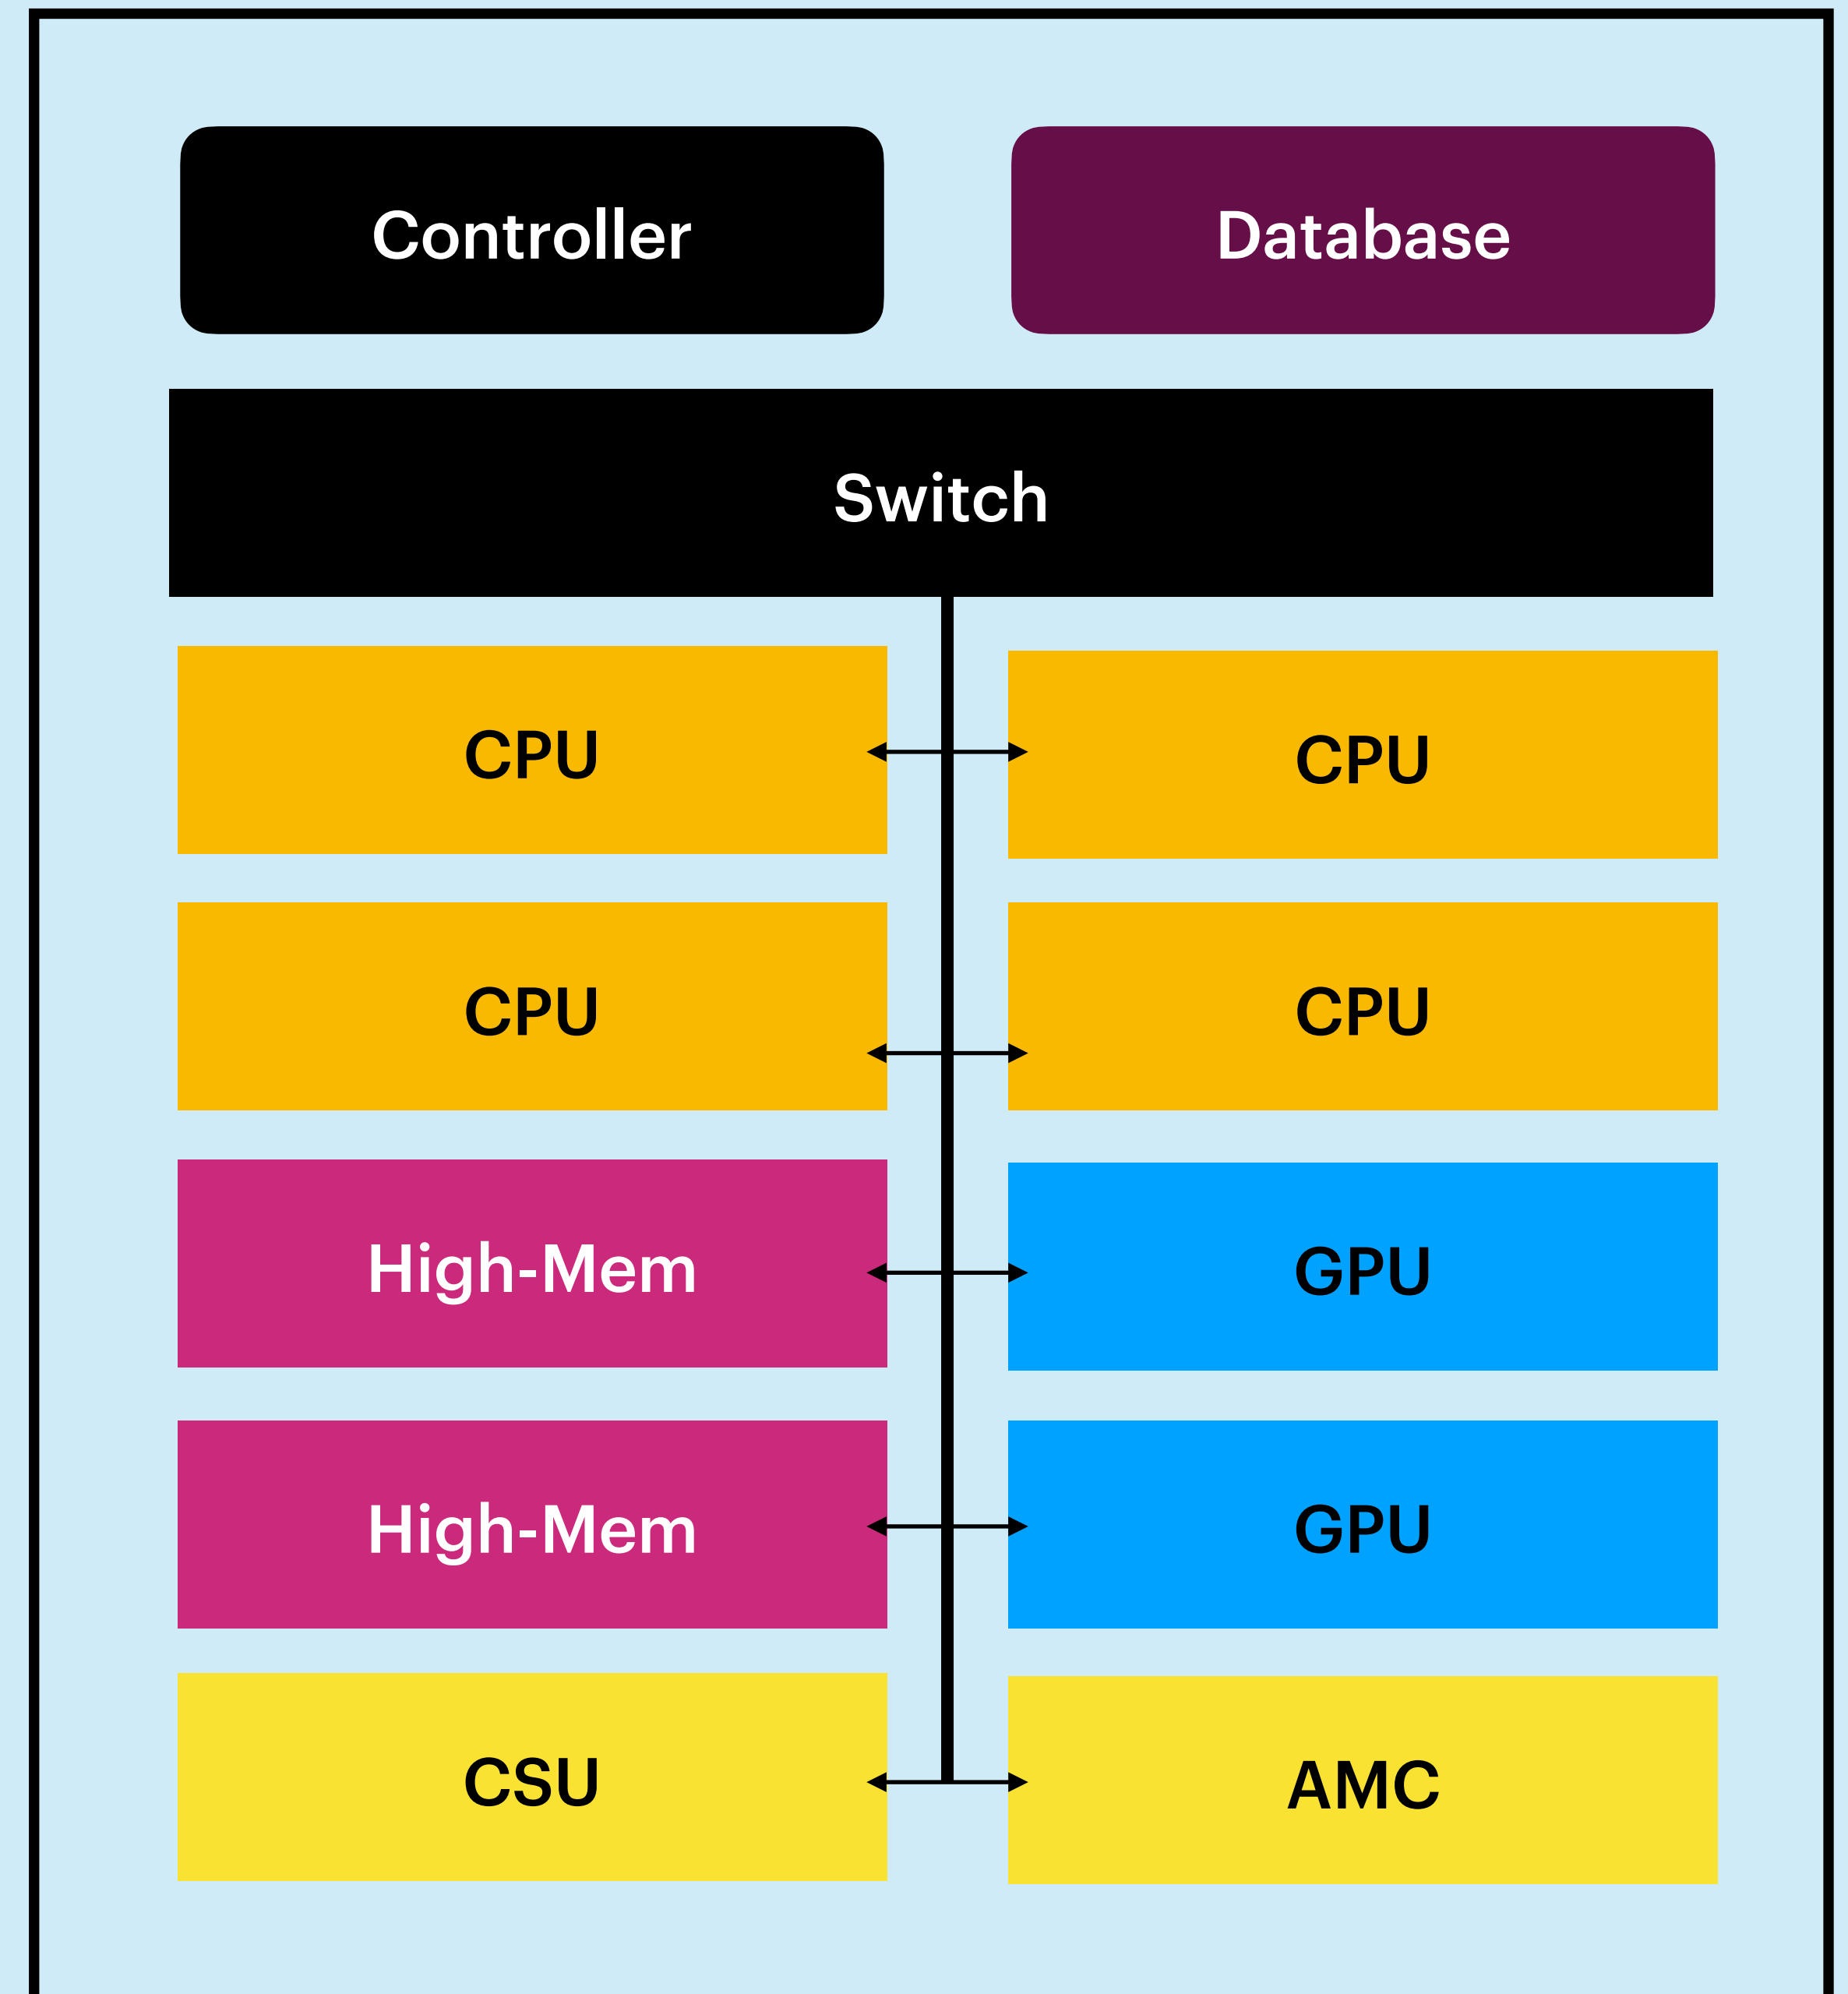 Controller
Database
Switch
CPU
CPU
CPU
CPU
High-Mem
GPU
High-Mem
GPU
CSU
AMC